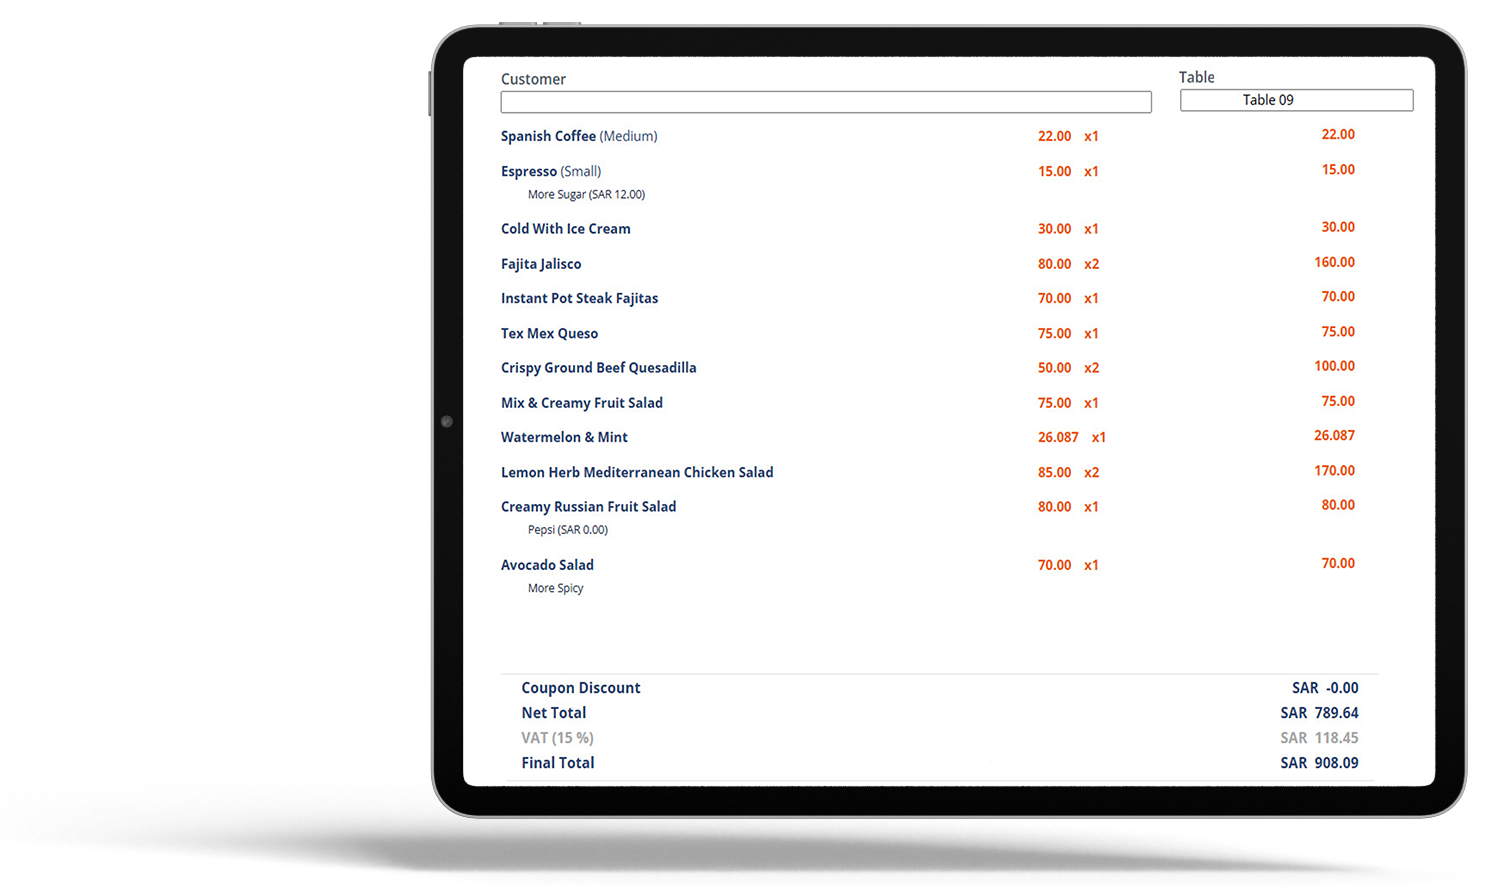 Customer Table
Table 09
Spanish Coffee (Medium) 22.00 x1 22.00
Espresso (Small) 15.00 x1 15.00
More Sugar (SAR 12.00)
Cold With Ice Cream 30.00 x1 30.00
Fajita Jalisco 80.00 x2 160.00
Instant Pot Steak Fajitas 70.00 x1 70.00
Tex Mex Queso 75.00 x1 75.00
Crispy Ground Beef Quesadilla 50.00 x2 100.00
Mix & Creamy Fruit Salad 75.00 x1 75.00
Watermelon & Mint 26.087 x1 26.087
Lemon Herb Mediterranean Chicken Salad 85.00 x2 170.00
Creamy Russian Fruit Salad 80.00 x1 80.00
Pepsi (SAR 0.00)
Avocado Salad 70.00 x1 70.00
More Spicy
Coupon Discount SAR -0.00
Net Total SAR 789.64
VAT (15 %) SAR 118.45
Final Total SAR 908.09